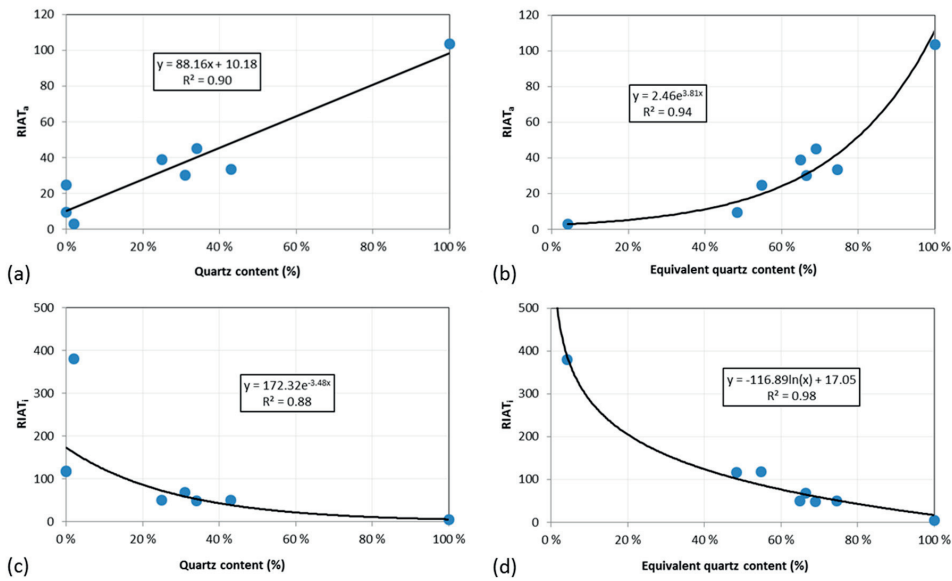 120
100
80
60
40
20
0
RIATa
y = 88.16x + 10.18
R² = 0.90
0 % 20 % 40 % 60 % 80 % 100 %
(a) Quartz content (%)
120
100
80
60
40
20
0
RIATa
y = 2.46e^3.81x
R² = 0.94
0 % 20 % 40 % 60 % 80 % 100 %
(b) Equivalent quartz content (%)
500
400
300
200
100
0
RIATi
y = 172.32e^-3.48x
R² = 0.88
0 % 20 % 40 % 60 % 80 % 100 %
(c) Quartz content (%)
500
400
300
200
100
0
RIATi
y = -116.89ln(x) + 17.05
R² = 0.98
0 % 20 % 40 % 60 % 80 % 100 %
(d) Equivalent quartz content (%)